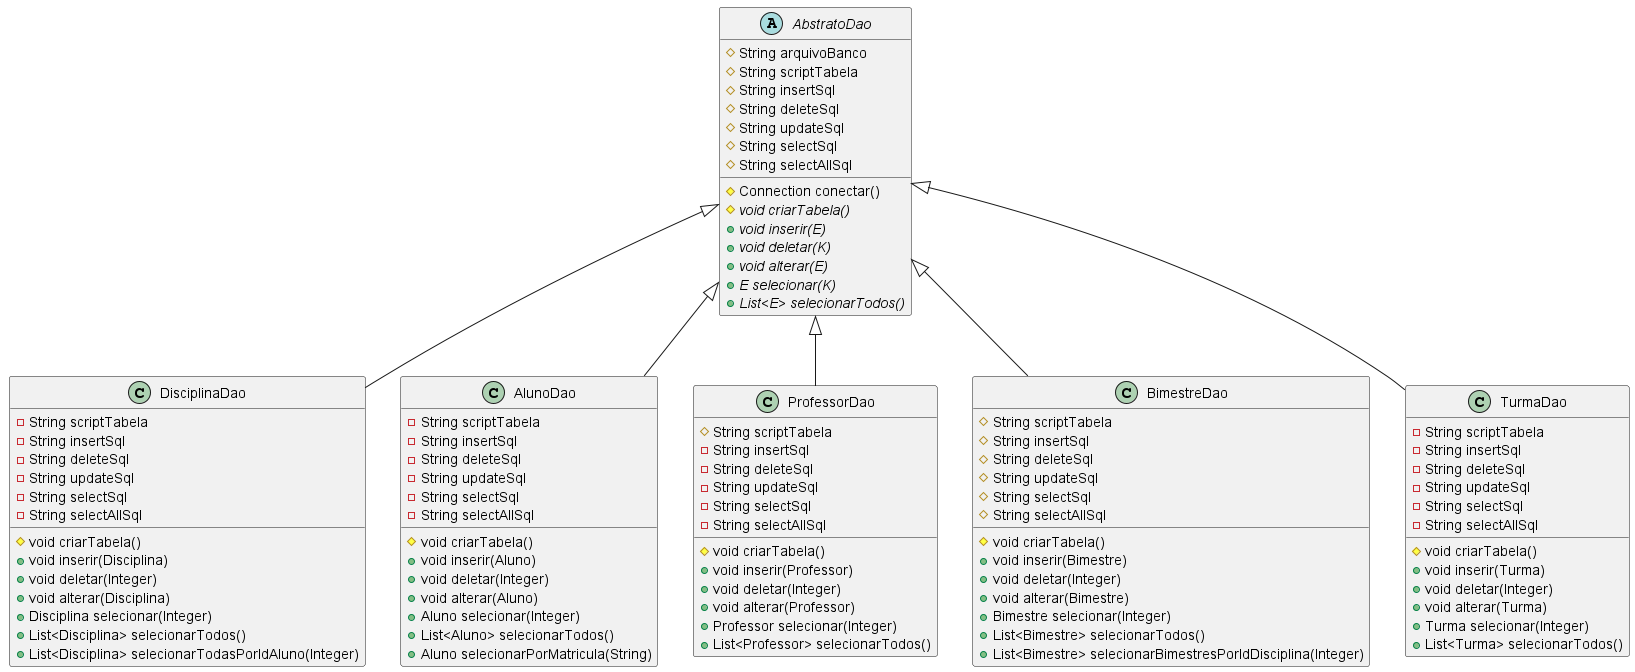 A AbstratoDao
String arquivoBanco
String scriptTabela
String insertSql
String deleteSql
String updateSql
String selectSql
String selectAllSql
Connection conectar()
void criarTabela()
void inserir(E)
void deletar(K)
void alterar(E)
E selecionar(K)
List<E> selecionarTodos()
C DisciplinaDao
String scriptTabela
String insertSql
String deleteSql
String updateSql
String selectSql
String selectAllSql
void criarTabela()
void inserir(Disciplina)
void deletar(Integer)
void alterar(Disciplina)
Disciplina selecionar(Integer)
List<Disciplina> selecionarTodos()
List<Disciplina> selecionarTodasPorIdAluno(Integer)
C AlunoDao
String scriptTabela
String insertSql
String deleteSql
String updateSql
String selectSql
String selectAllSql
void criarTabela()
void inserir(Aluno)
void deletar(Integer)
void alterar(Aluno)
Aluno selecionar(Integer)
List<Aluno> selecionarTodos()
Aluno selecionarPorMatricula(String)
C ProfessorDao
String scriptTabela
String insertSql
String deleteSql
String updateSql
String selectSql
String selectAllSql
void criarTabela()
void inserir(Professor)
void deletar(Integer)
void alterar(Professor)
Professor selecionar(Integer)
List<Professor> selecionarTodos()
C BimestreDao
String scriptTabela
String insertSql
String deleteSql
String updateSql
String selectSql
String selectAllSql
void criarTabela()
void inserir(Bimestre)
void deletar(Integer)
void alterar(Bimestre)
Bimestre selecionar(Integer)
List<Bimestre> selecionarTodos()
List<Bimestre> selecionarBimestresPorIdDisciplina(Integer)
C TurmaDao
String scriptTabela
String insertSql
String deleteSql
String updateSql
String selectSql
String selectAllSql
void criarTabela()
void inserir(Turma)
void deletar(Integer)
void alterar(Turma)
Turma selecionar(Integer)
List<Turma> selecionarTodos()